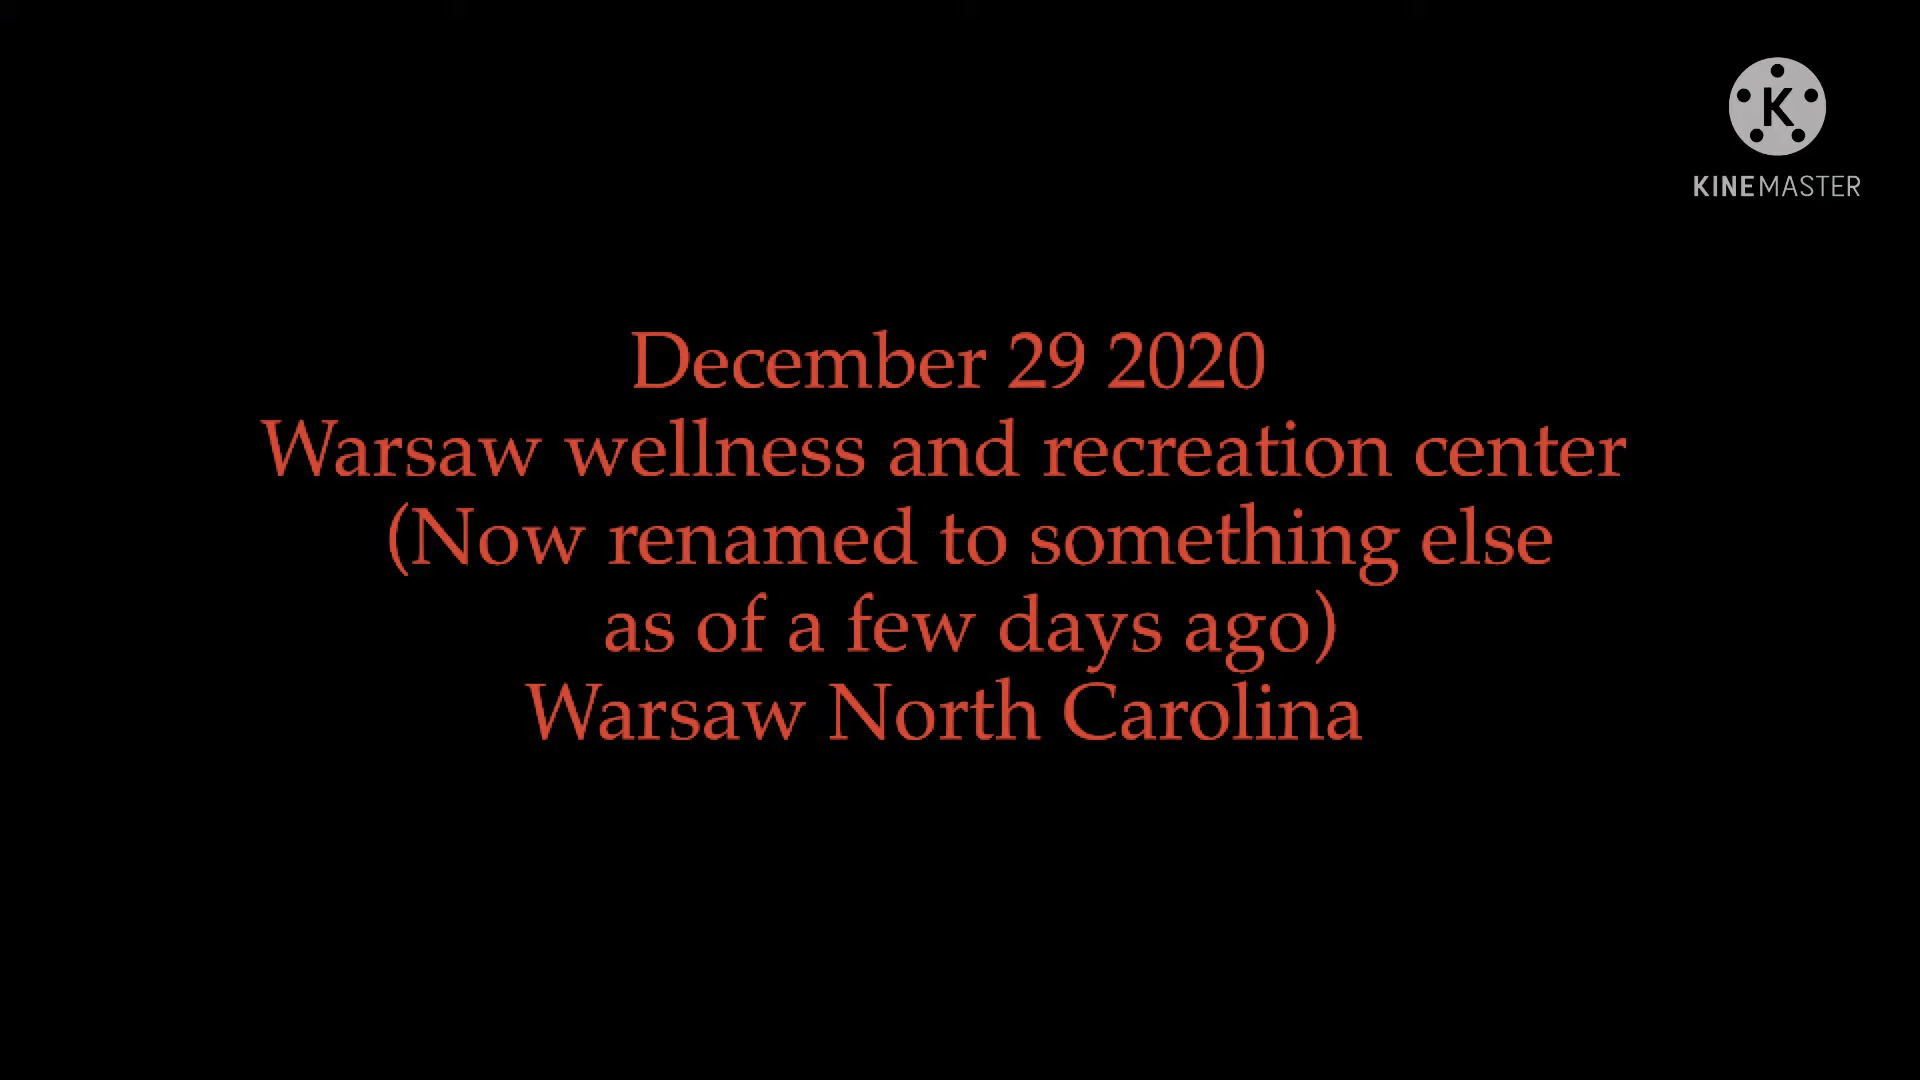 K
KINEMASTER
December 29 2020
Warsaw wellness and recreation center
(Now renamed to something else
as of a few days ago)
Warsaw North Carolina